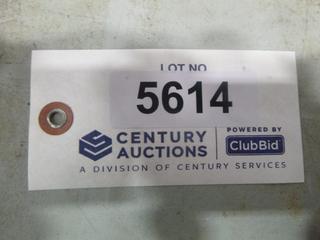 LOT NO
5614
CENTURY
AUCTIONS
POWERED BY
ClubBid
A DIVISION OF CENTURY SERVICES